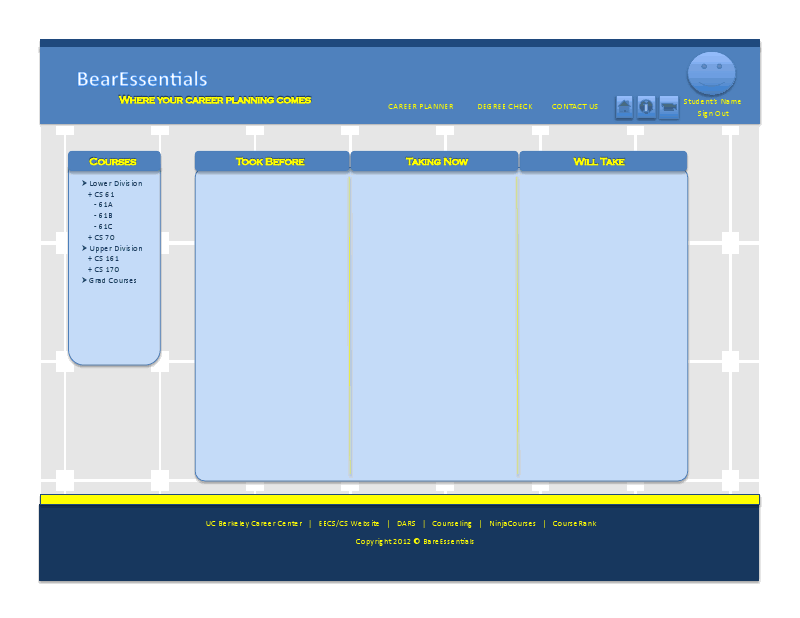 BearEssentials
Where your career planning comes
CAREER PLANNER DEGREE CHECK CONTACT US
Student's Name
Sign Out
Courses
Took Before Taking Now Will Take
➤ Lower Division
+ CS 61
- 61A
- 61B
- 61C
+ CS 70
➤ Upper Division
+ CS 161
+ CS 170
➤ Grad Courses
UC Berkeley Career Center | EECS/CS Website | DARS | Counseling | NinjaCourses | CourseRank
Copyright 2012 © BareEssentials